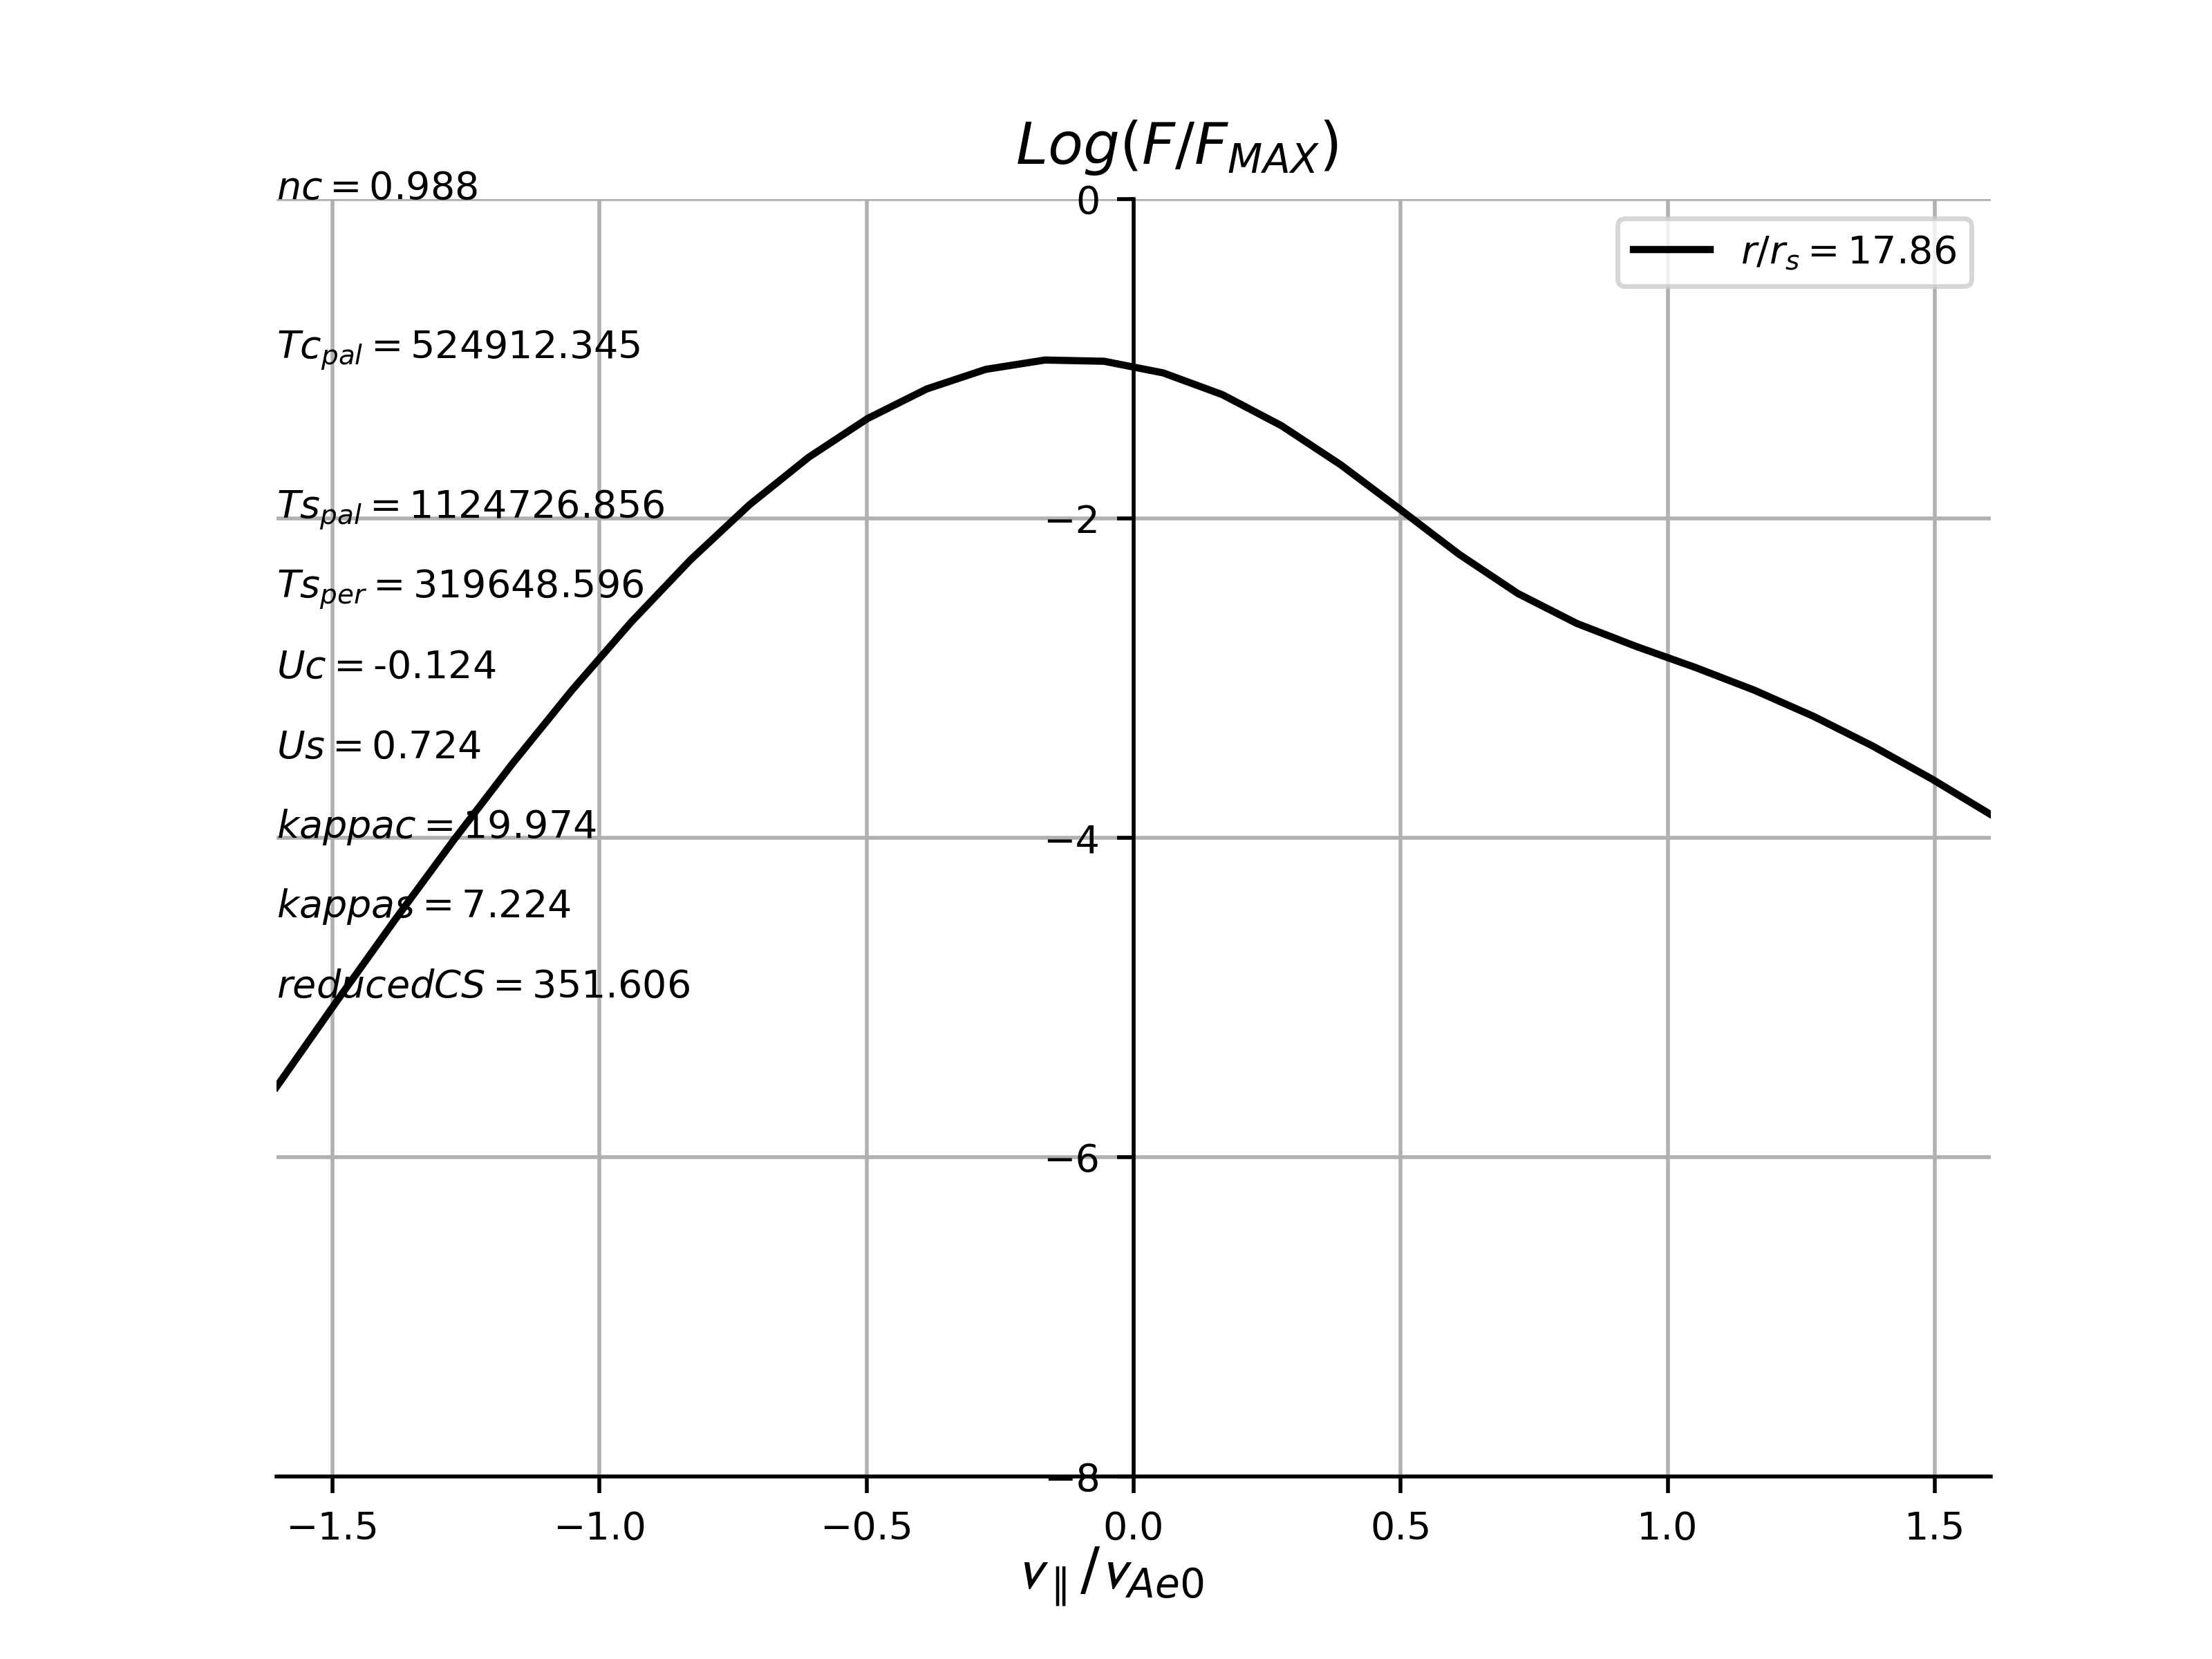 Log(F/F_MAX)
nc = 0.988
0
r/r_s = 17.86
Tc_pal = 524912.345
Ts_pal = 1124726.856
−2
Ts_per = 319648.596
Uc = -0.124
Us = 0.724
kappac = 19.974
−4
kappas = 7.224
reducedCS = 351.606
−6
−8
−1.5 −1.0 −0.5 0.0 0.5 1.0 1.5
v_∥/v_Ae0